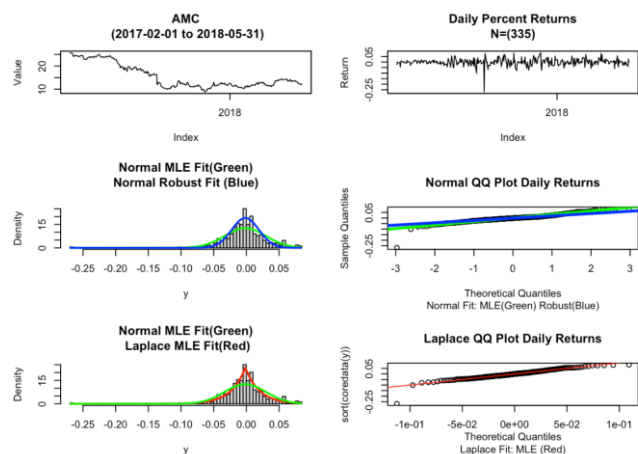 AMC
(2017-02-01 to 2018-05-31)
Value
10
20
2018
Index
Daily Percent Returns
N=(335)
Return
-0.25
0.05
2018
Index
Normal MLE Fit(Green)
Normal Robust Fit (Blue)
Density
0
15
-0.25 -0.20 -0.15 -0.10 -0.05 0.00 0.05
y
Normal QQ Plot Daily Returns
Sample Quantiles
-0.25
0.05
-3 -2 -1 0 1 2 3
Theoretical Quantiles
Normal Fit: MLE(Green) Robust(Blue)
Normal MLE Fit(Green)
Laplace MLE Fit(Red)
Density
0
15
-0.25 -0.20 -0.15 -0.10 -0.05 0.00 0.05
y
Laplace QQ Plot Daily Returns
sort(coredata(y))
-0.25
0.05
-1e-01 -5e-02 0e+00 5e-02 1e-01
Theoretical Quantiles
Laplace Fit: MLE (Red)